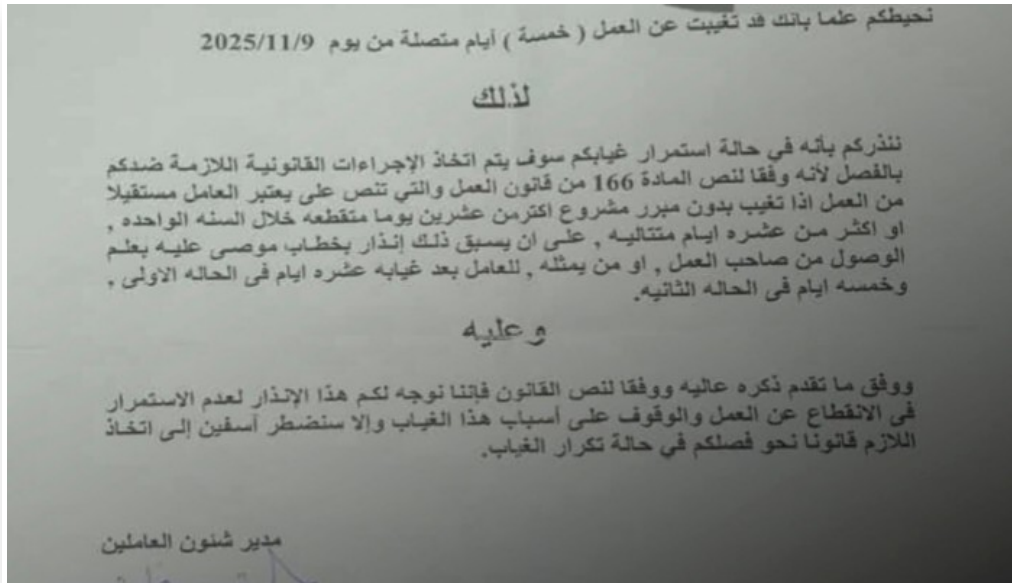 نحيطكم علما بانك قد تغيبت عن العمل ( خمسة ) أيام متصلة من يوم 2025/11/9
لذلك
ننذركم بأنه في حالة استمرار غيابكم سوف يتم اتخاذ الإجراءات القانونية اللازمة ضدكم
بالفصل لأنه وفقا لنص المادة 166 من قانون العمل والتي تنص على يعتبر العامل مستقيلا
من العمل اذا تغيب بدون مبرر مشروع اكثرمن عشرين يوما متقطعه خلال السنه الواحده ,
او اكثر من عشره ايام متتاليه , على ان يسبق ذلك إنذار بخطاب موصى عليه بعلم
الوصول من صاحب العمل , او من يمثله , للعامل بعد غيابه عشره ايام فى الحاله الاولى ,
وخمسه ايام فى الحاله الثانيه.
وعليه
ووفق ما تقدم ذكره عاليه ووفقا لنص القانون فإننا نوجه لكم هذا الإنذار لعدم الاستمرار
فى الانقطاع عن العمل والوقوف على أسباب هذا الغياب وإلا سنضطر آسفين إلى اتخاذ
اللازم قانونا نحو فصلكم في حالة تكرار الغياب.
مدير شئون العاملين